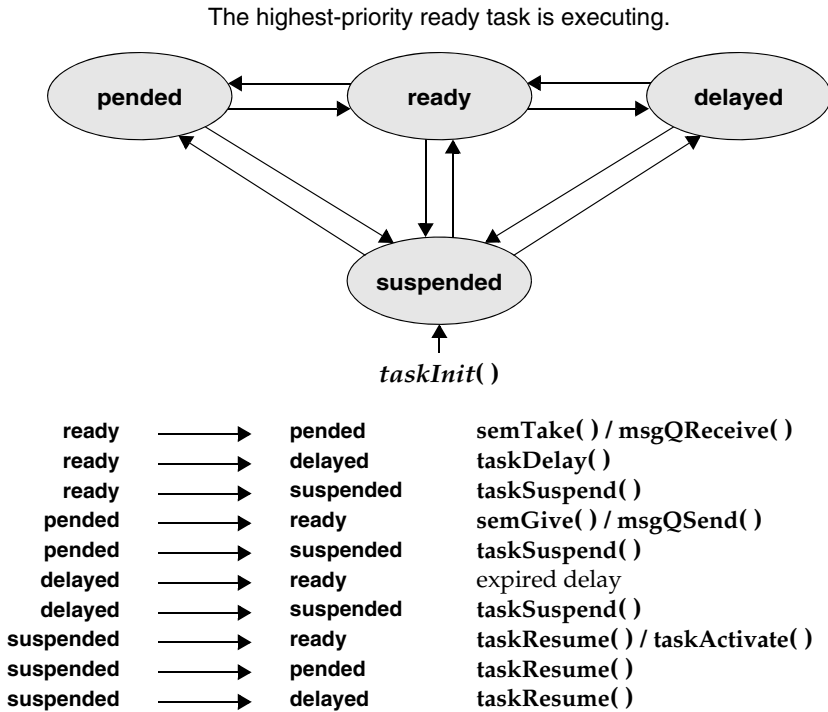 The highest-priority ready task is executing.
pended ready delayed
suspended
taskInit( )
ready pended semTake( ) / msgQReceive( )
ready delayed taskDelay( )
ready suspended taskSuspend( )
pended ready semGive( ) / msgQSend( )
pended suspended taskSuspend( )
delayed ready expired delay
delayed suspended taskSuspend( )
suspended ready taskResume( ) / taskActivate( )
suspended pended taskResume( )
suspended delayed taskResume( )